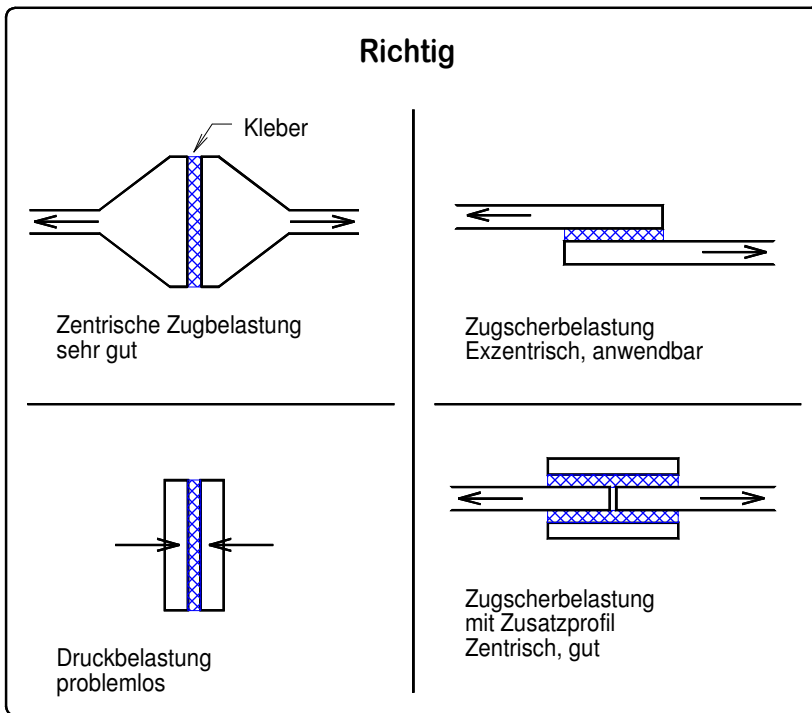 Richtig
Kleber
Zentrische Zugbelastung
sehr gut
Zugscherbelastung
Exzentrisch, anwendbar
Druckbelastung
problemlos
Zugscherbelastung
mit Zusatzprofil
Zentrisch, gut